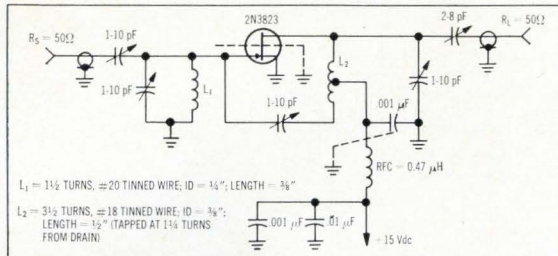 2N3823
R_S = 50Ω
1-10 pF
1-10 pF
L₁
1-10 pF
L₂
2-8 pF
R_L = 50Ω
1-10 pF
.001 μF
RFC = 0.47 μH
.001 μF
.01 μF
+15 Vdc
L₁ = 1½ TURNS, #20 TINNED WIRE; ID = ¼"; LENGTH = ⅜"
L₂ = 3½ TURNS, #18 TINNED WIRE; ID = ⅜";
LENGTH = ½" (TAPPED AT 1¼ TURNS
FROM DRAIN)